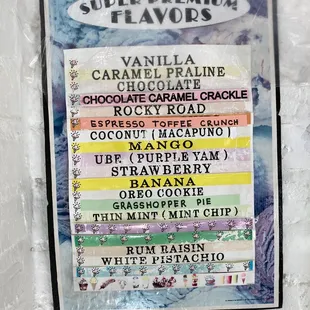 SUPER PREMIUM
FLAVORS
VANILLA
CARAMEL PRALINE
CHOCOLATE
CHOCOLATE CARAMEL CRACKLE
ROCKY ROAD
ESPRESSO TOFFEE CRUNCH
COCONUT (MACAPUNO)
MANGO
UBE (PURPLE YAM)
STRAWBERRY
BANANA
OREO COOKIE
GRASSHOPPER PIE
THIN MINT (MINT CHIP)
RUM RAISIN
WHITE PISTACHIO